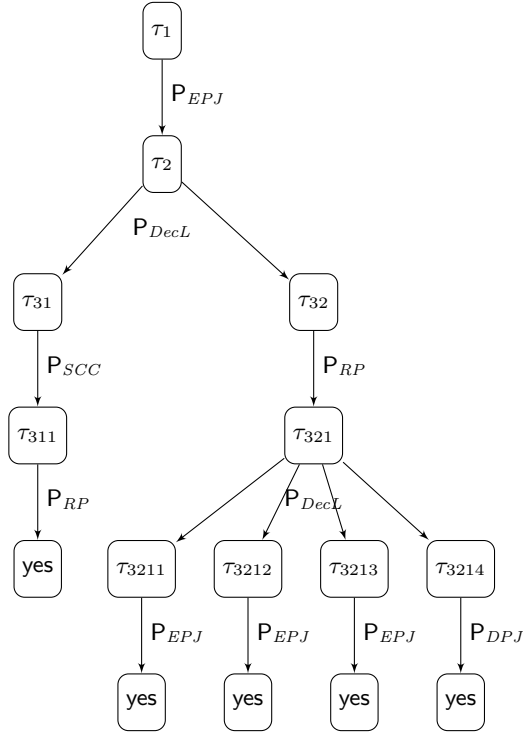 τ₁
P_EPJ
τ₂
P_DecL
τ₃₁ τ₃₂
P_SCC P_RP
τ₃₁₁ τ₃₂₁
P_RP P_DecL
yes τ₃₂₁₁ τ₃₂₁₂ τ₃₂₁₃ τ₃₂₁₄
P_EPJ P_EPJ P_EPJ P_DPJ
yes yes yes yes